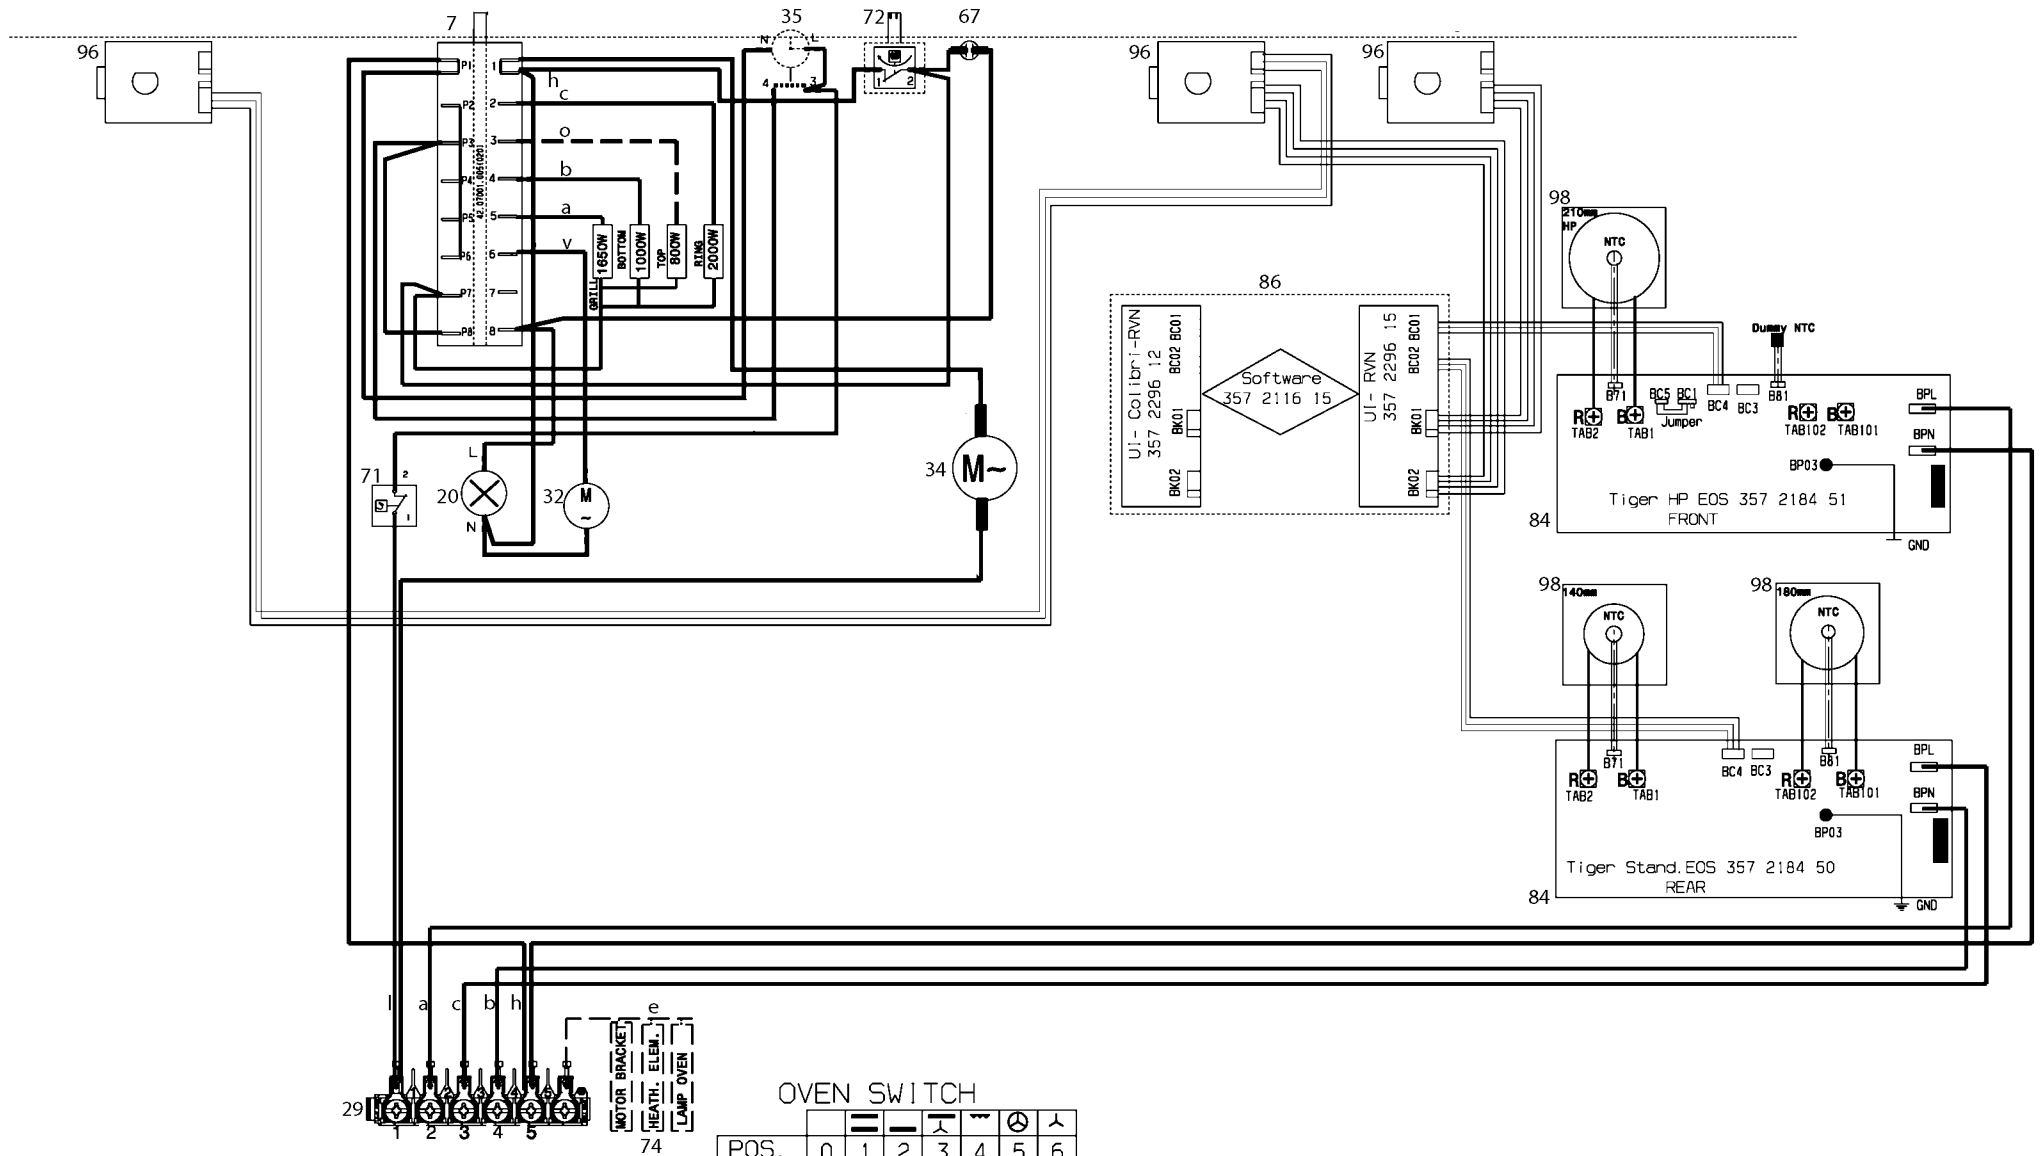 7
35
72
67
96
N
L
4
3
1
2
96
96
P1
1
h
P2
2
c
P3
3
o
P4
4
b
P5
5
a
P6
6
v
P7
7
P8
8
42.07001.005(020)
GRILL
1650W
BOTTOM
1000W
TOP
800W
RING
2000W
98
210mm
HP
NTC
86
UI- Colibri-RVN
357 2296 12
BC02 BC01
BK01
BK02
Software
357 2116 15
UI- RVN
357 2296 15
BC02 BC01
BK01
BK02
Dummy NTC
B71
BC5
BC1
BC4
BC3
B81
BPL
R
TAB2
B
TAB1
Jumper
R
TAB102
B
TAB101
BPN
BP03
Tiger HP EOS 357 2184 51
FRONT
84
GND
L
71
2
1
20
N
32
M
~
34
M~
98
140mm
NTC
98
180mm
NTC
B71
BC4
BC3
B81
BPL
R
TAB2
B
TAB1
R
TAB102
B
TAB101
BPN
BP03
Tiger Stand.EOS 357 2184 50
REAR
84
GND
l
a
c
b
h
e
MOTOR BRACKET
HEATH. ELEM.
LAMP OVEN
29
1
2
3
4
5
74
OVEN SWITCH
POS. 0 1 2 3 4 5 6